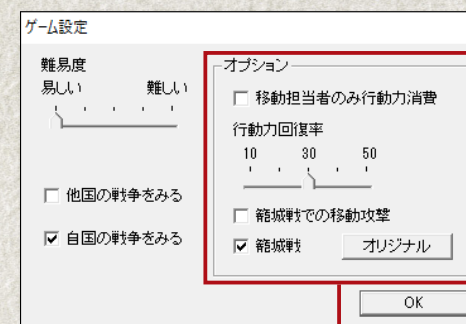 ゲーム設定
難易度
易しい 難しい
他国の戦争をみる
自国の戦争をみる
オプション
移動担当者のみ行動力消費
行動力回復率
10 30 50
籠城戦での移動攻撃
籠城戦 オリジナル
OK